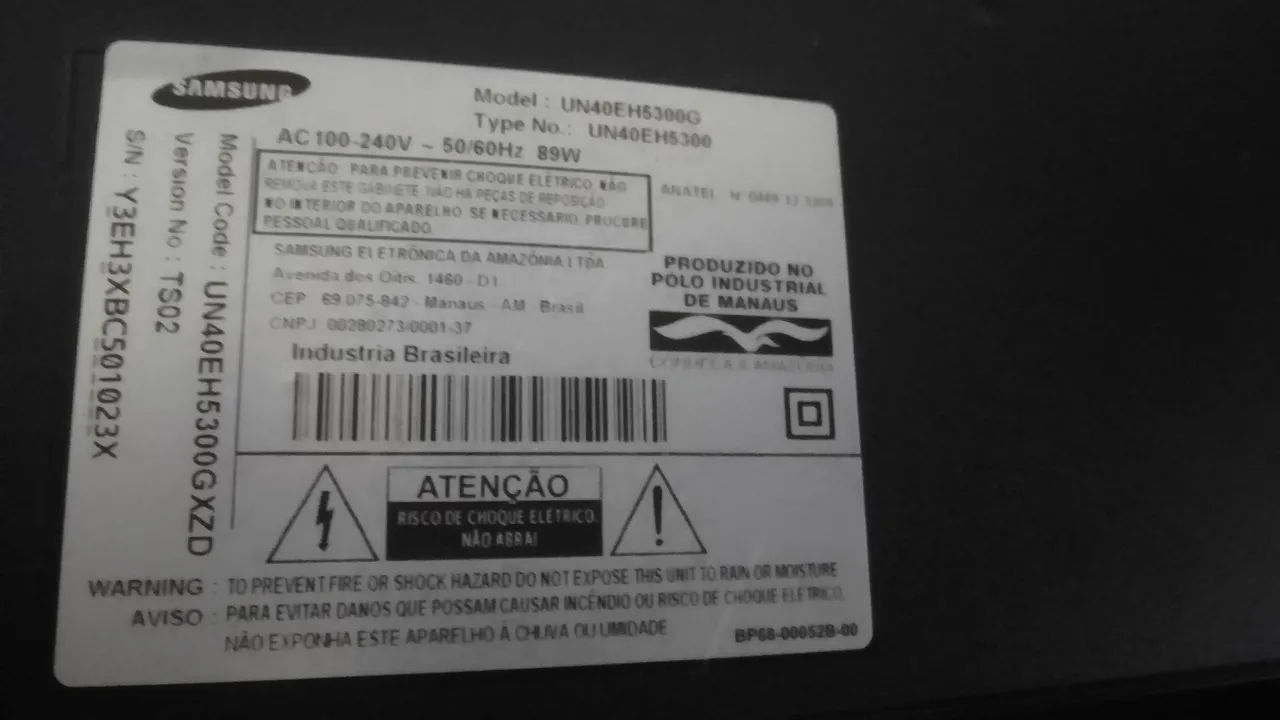 SAMSUNG
Model : UN40EH5300G
Type No.: UN40EH5300
AC 100-240V ~ 50/60Hz 89W
ATENÇÃO: PARA PREVENIR CHOQUE ELÉTRICO, NÃO
REMOVA ESTE GABINETE. NÃO HÁ PEÇAS DE REPOSIÇÃO
NO INTERIOR DO APARELHO. SE NECESSÁRIO, PROCURE
PESSOAL QUALIFICADO.
ANATEL N°
SAMSUNG ELETRÔNICA DA AMAZÔNIA LTDA
Avenida dos Oitis, 1460 - D1
CEP 69.075-842 - Manaus - AM Brasil
CNPJ 00280273/0001-37
Industria Brasileira
PRODUZIDO NO
PÓLO INDUSTRIAL
DE MANAUS
CONHEÇA A AMAZÔNIA
Model Code : UN40EH5300GXZD
Version No : TS02
S/N : Y3EH3XBC501023X
ATENÇÃO
RISCO DE CHOQUE ELÉTRICO.
NÃO ABRA!
WARNING : TO PREVENT FIRE OR SHOCK HAZARD DO NOT EXPOSE THIS UNIT TO RAIN OR MOISTURE
AVISO : PARA EVITAR DANOS QUE POSSAM CAUSAR INCÊNDIO OU RISCO DE CHOQUE ELÉTRICO,
NÃO EXPONHA ESTE APARELHO À CHUVA OU UMIDADE
BP68-00052B-00